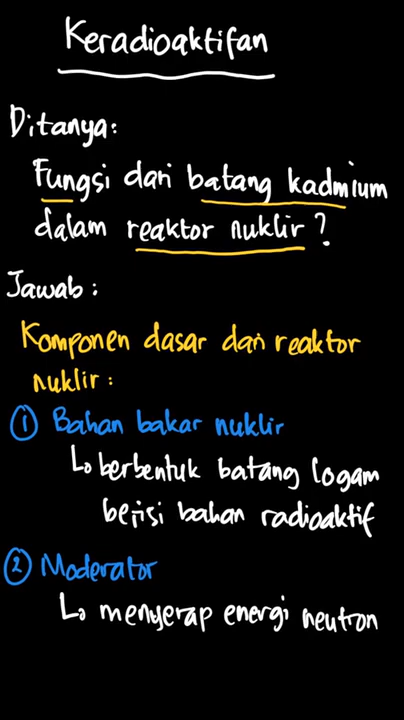 Keradioaktifan
Ditanya:
Fungsi dari batang kadmium
dalam reaktor nuklir?
Jawab:
Komponen dasar dari reaktor
nuklir:
① Bahan bakar nuklir
↳ berbentuk batang logam
berisi bahan radioaktif
② Moderator
↳ menyerap energi neutron